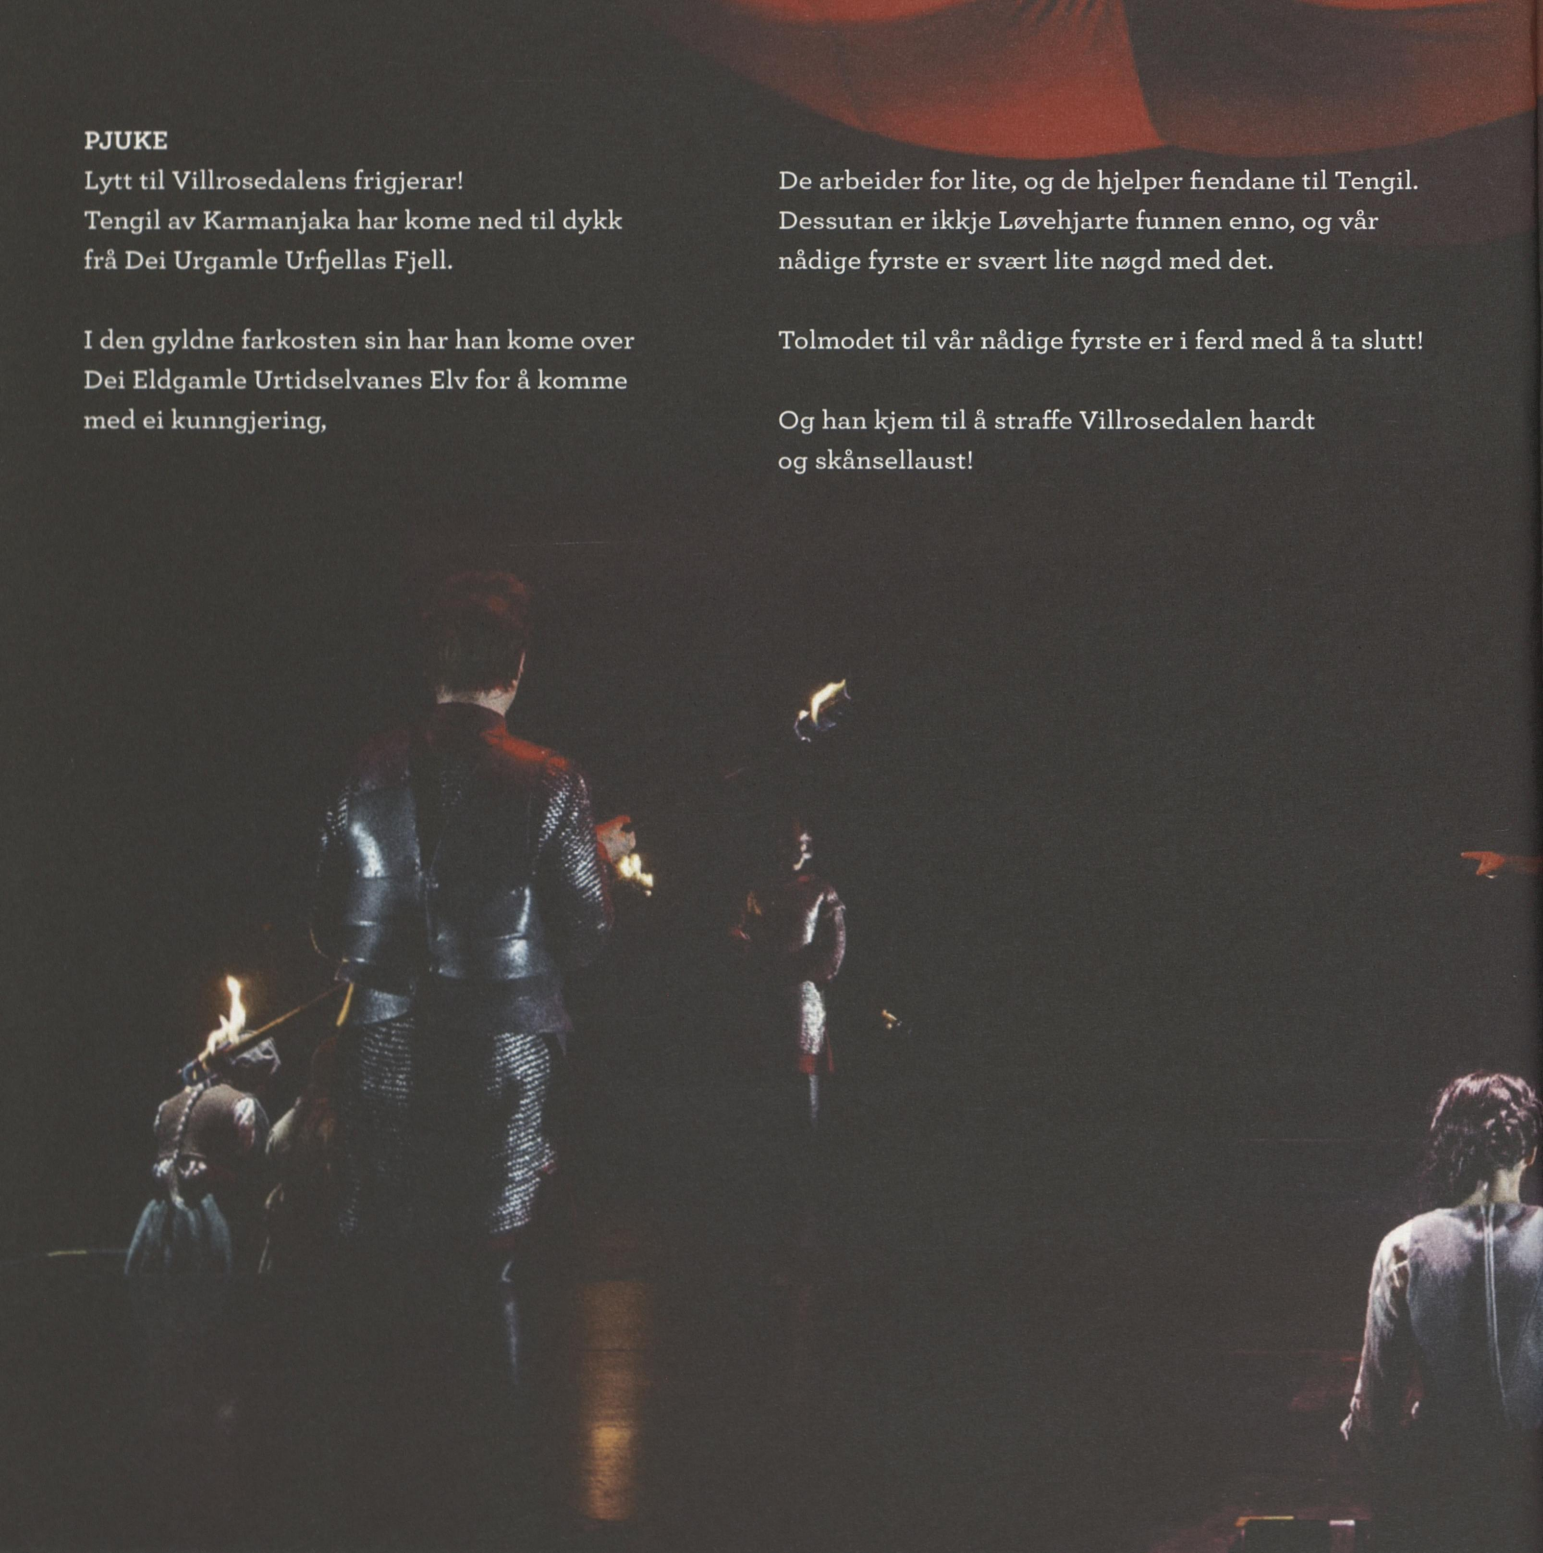 PJUKE
Lytt til Villrosedalens frigjerar!
Tengil av Karmanjaka har kome ned til dykk
frå Dei Urgamle Urfjellas Fjell.
I den gyldne farkosten sin har han kome over
Dei Eldgamle Urtidselvanes Elv for å komme
med ei kunngjering,
De arbeider for lite, og de hjelper fiendane til Tengil.
Dessutan er ikkje Løvehjarte funnen enno, og vår
nådige fyrste er svært lite nøgd med det.
Tolmodet til vår nådige fyrste er i ferd med å ta slutt!
Og han kjem til å straffe Villrosedalen hardt
og skånsellaust!